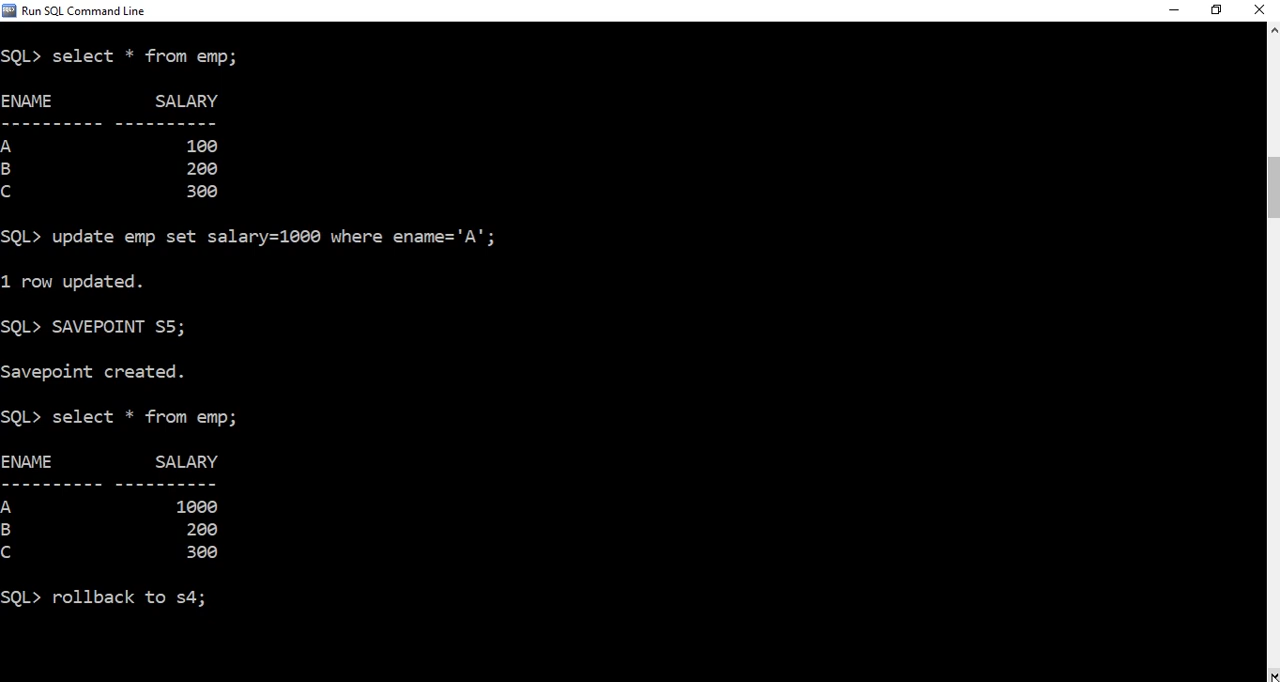 Run SQL Command Line
SQL> select * from emp;
ENAME          SALARY
---------- ----------
A                 100
B                 200
C                 300
SQL> update emp set salary=1000 where ename='A';
1 row updated.
SQL> SAVEPOINT S5;
Savepoint created.
SQL> select * from emp;
ENAME          SALARY
---------- ----------
A                1000
B                 200
C                 300
SQL> rollback to s4;